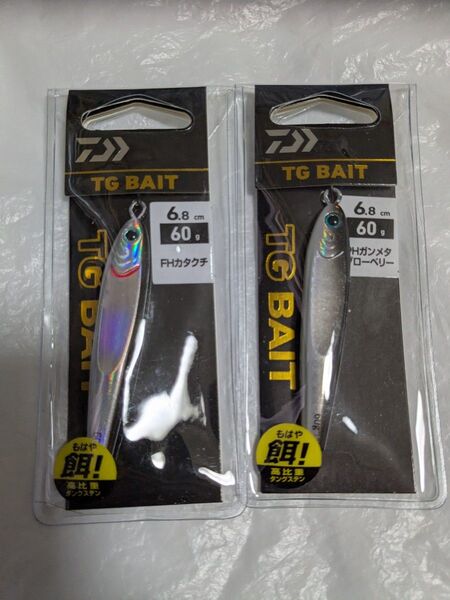 TG BAIT
6.8 cm
60 g
FHカタクチ
TG BAIT
もはや
餌!
高比重
タングステン
TG BAIT
6.8 cm
60 g
PHガンメタ
グローベリー
TG BAIT
もはや
餌!
高比重
タングステン